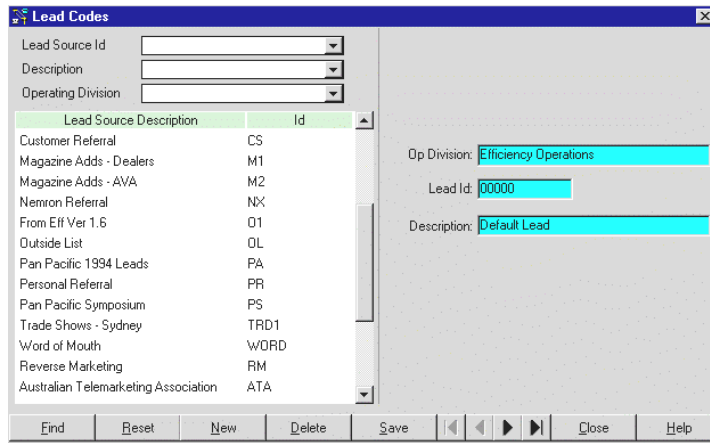 Lead Codes
Lead Source Id
Description
Operating Division
Lead Source Description Id
Customer Referral CS
Magazine Adds - Dealers M1
Magazine Adds - AVA M2
Nemron Referral NX
From Eff Ver 1.6 O1
Outside List OL
Pan Pacific 1994 Leads PA
Personal Referral PR
Pan Pacific Symposium PS
Trade Shows - Sydney TRD1
Word of Mouth WORD
Reverse Marketing RM
Australian Telemarketing Association ATA
Op Division: Efficiency Operations
Lead Id: 00000
Description: Default Lead
Find Reset New Delete Save Close Help